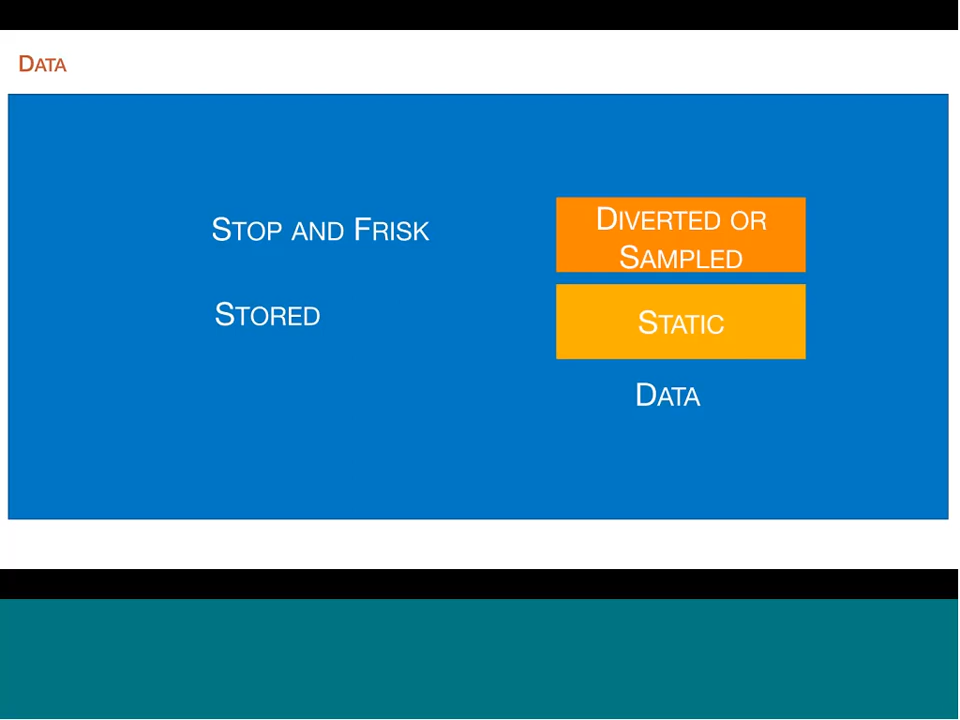 Data
Stop and Frisk
Diverted or
Sampled
Stored
Static
Data